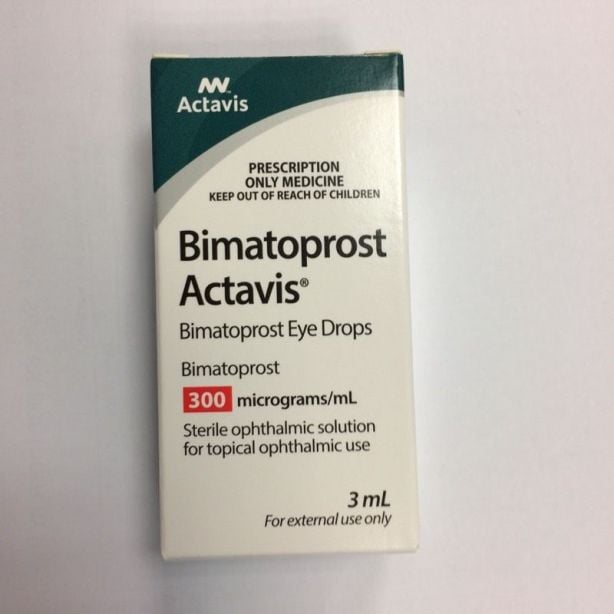 Actavis
PRESCRIPTION
ONLY MEDICINE
KEEP OUT OF REACH OF CHILDREN
Bimatoprost
Actavis®
Bimatoprost Eye Drops
Bimatoprost
300 micrograms/mL
Sterile ophthalmic solution
for topical ophthalmic use
3 mL
For external use only